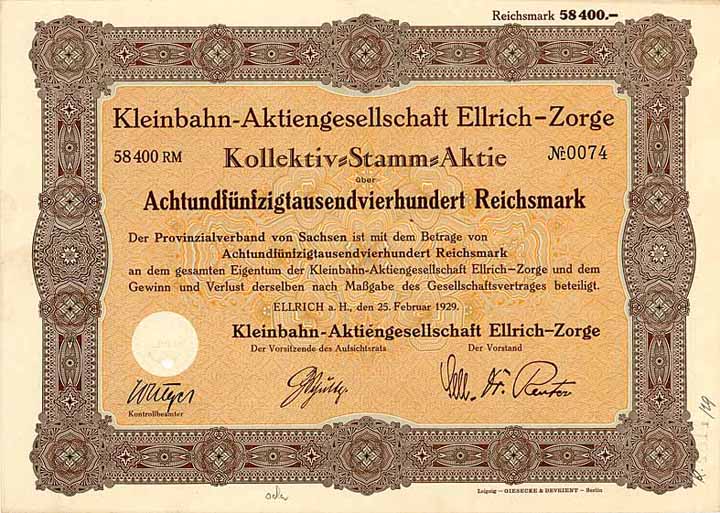 Reichsmark 58400.–
Kleinbahn-Aktiengesellschaft Ellrich-Zorge
58400 RM Kollektiv-Stamm-Aktie №0074
über
Achtundfünfzigtausendvierhundert Reichsmark
Der Provinzialverband von Sachsen ist mit dem Betrage von
Achtundfünfzigtausendvierhundert Reichsmark
an dem gesamten Eigentum der Kleinbahn-Aktiengesellschaft Ellrich-Zorge und dem
Gewinn und Verlust derselben nach Maßgabe des Gesellschaftsvertrages beteiligt.
ELLRICH a. H., den 25. Februar 1929.
Kleinbahn-Aktiengesellschaft Ellrich-Zorge
Der Vorsitzende des Aufsichtsrats Der Vorstand
Kontrollbeamter
Leipzig – GIESECKE & DEVRIENT – Berlin